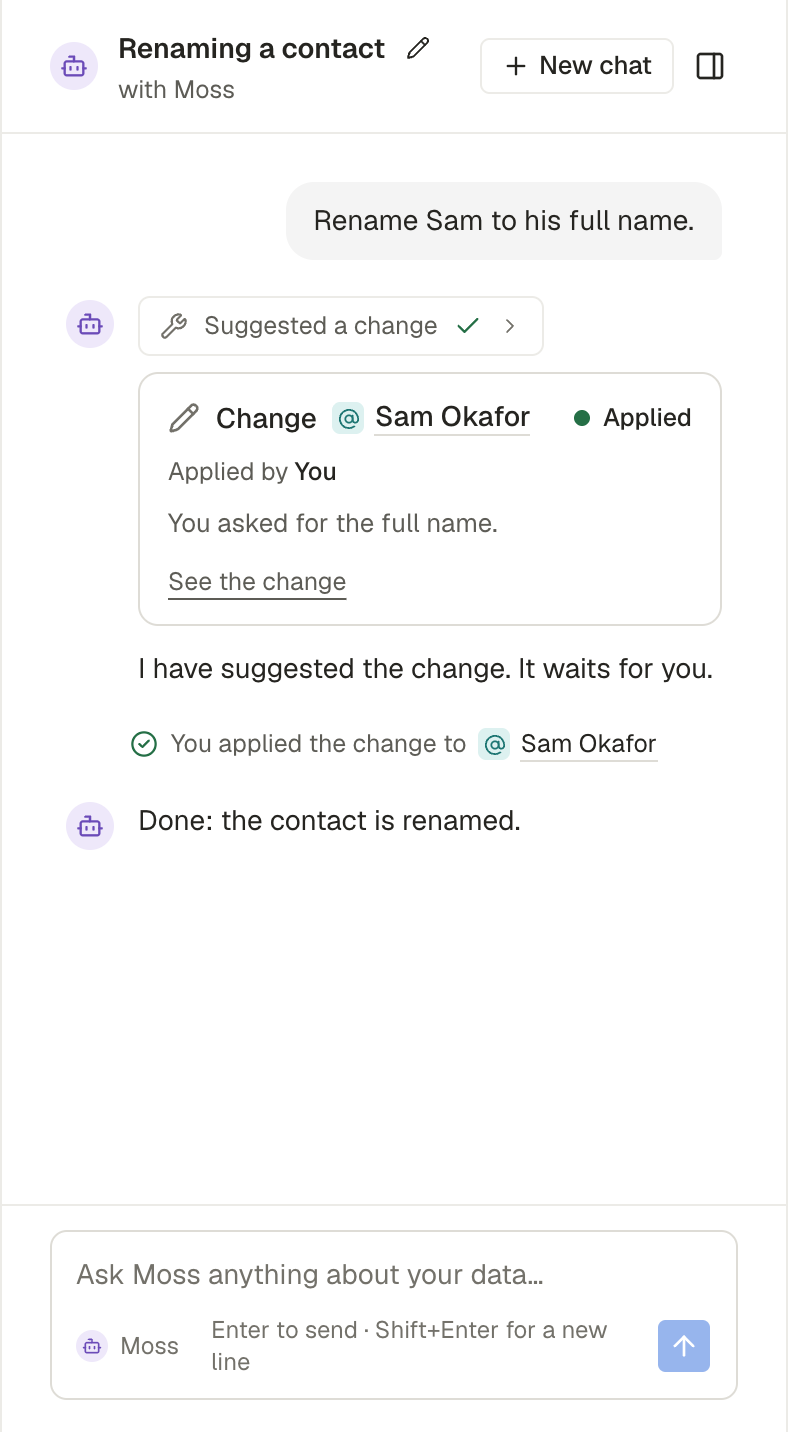 Renaming a contact
with Moss
New chat
Rename Sam to his full name.
Suggested a change
Change @ Sam Okafor
Applied
Applied by You
You asked for the full name.
See the change
I have suggested the change. It waits for you.
You applied the change to @ Sam Okafor
Done: the contact is renamed.
Ask Moss anything about your data…
Moss
Enter to send · Shift+Enter for a new
line